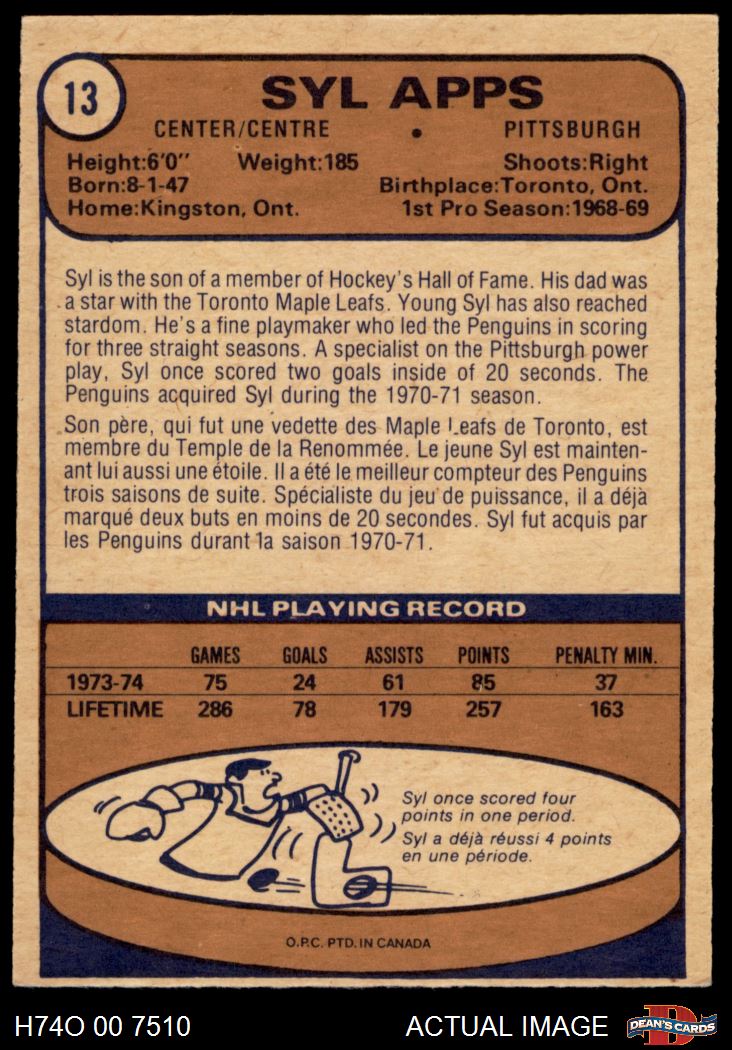 13
SYL APPS
CENTER/CENTRE • PITTSBURGH
Height:6'0" Weight:185 Shoots:Right
Born:8-1-47 Birthplace:Toronto, Ont.
Home:Kingston, Ont. 1st Pro Season:1968-69
Syl is the son of a member of Hockey's Hall of Fame. His dad was
a star with the Toronto Maple Leafs. Young Syl has also reached
stardom. He's a fine playmaker who led the Penguins in scoring
for three straight seasons. A specialist on the Pittsburgh power
play, Syl once scored two goals inside of 20 seconds. The
Penguins acquired Syl during the 1970-71 season.
Son père, qui fut une vedette des Maple Leafs de Toronto, est
membre du Temple de la Renommée. Le jeune Syl est mainten-
ant lui aussi une étoile. Il a été le meilleur compteur des Penguins
trois saisons de suite. Spécialiste du jeu de puissance, il a déjà
marqué deux buts en moins de 20 secondes. Syl fut acquis par
les Penguins durant la saison 1970-71.
NHL PLAYING RECORD
GAMES GOALS ASSISTS POINTS PENALTY MIN.
1973-74 75 24 61 85 37
LIFETIME 286 78 179 257 163
Syl once scored four
points in one period.
Syl a déjà réussi 4 points
en une période.
O.P.C. PTD. IN CANADA
H74O 00 7510 ACTUAL IMAGE D DEAN'S CARDS